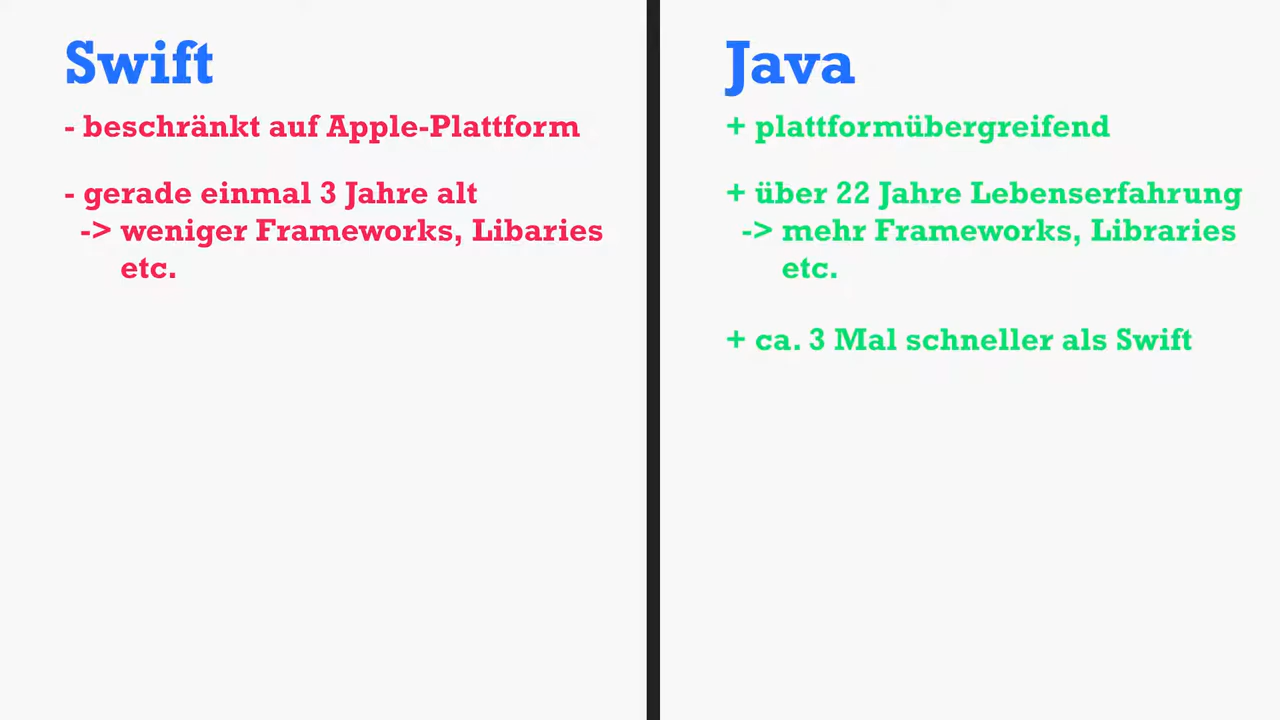 Swift
- beschränkt auf Apple-Plattform
- gerade einmal 3 Jahre alt
-> weniger Frameworks, Libaries
etc.
Java
+ plattformübergreifend
+ über 22 Jahre Lebenserfahrung
-> mehr Frameworks, Libraries
etc.
+ ca. 3 Mal schneller als Swift